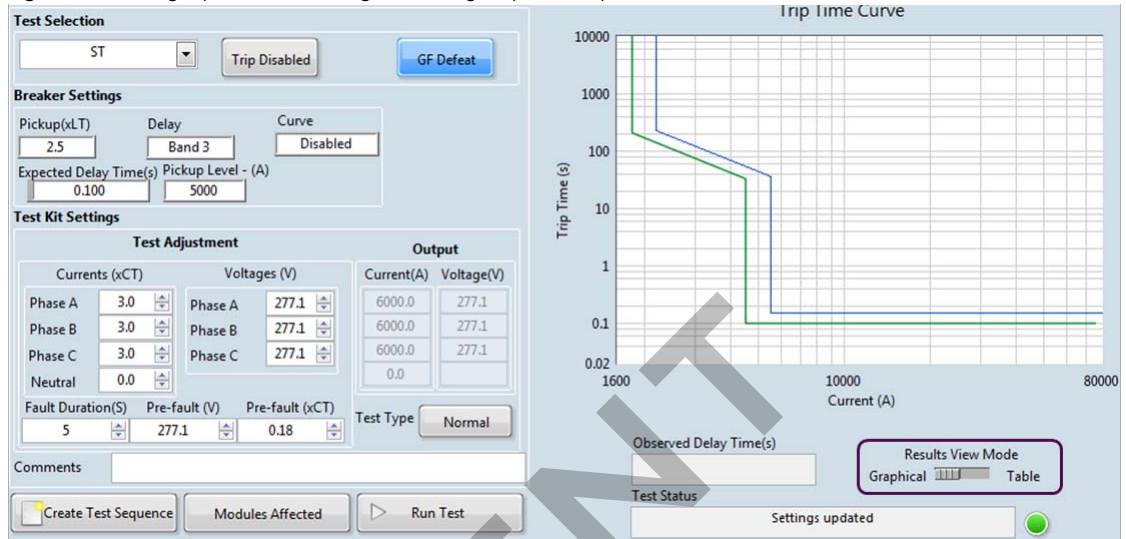 Test Selection
ST
Trip Disabled
GF Defeat
Breaker Settings
Pickup(xLT) Delay Curve
2.5 Band 3 Disabled
Expected Delay Time(s) Pickup Level - (A)
0.100 5000
Test Kit Settings
Test Adjustment Output
Currents (xCT) Voltages (V) Current(A) Voltage(V)
Phase A 3.0 Phase A 277.1 6000.0 277.1
Phase B 3.0 Phase B 277.1 6000.0 277.1
Phase C 3.0 Phase C 277.1 6000.0 277.1
Neutral 0.0 0.0
Fault Duration(S) Pre-fault (V) Pre-fault (xCT) Test Type Normal
5 277.1 0.18
Comments
Create Test Sequence Modules Affected Run Test
Trip Time Curve
10000
1000
100
10
1
0.1
0.02
Trip Time (s)
1600 10000 80000
Current (A)
Observed Delay Time(s)
Results View Mode
Graphical Table
Test Status
Settings updated